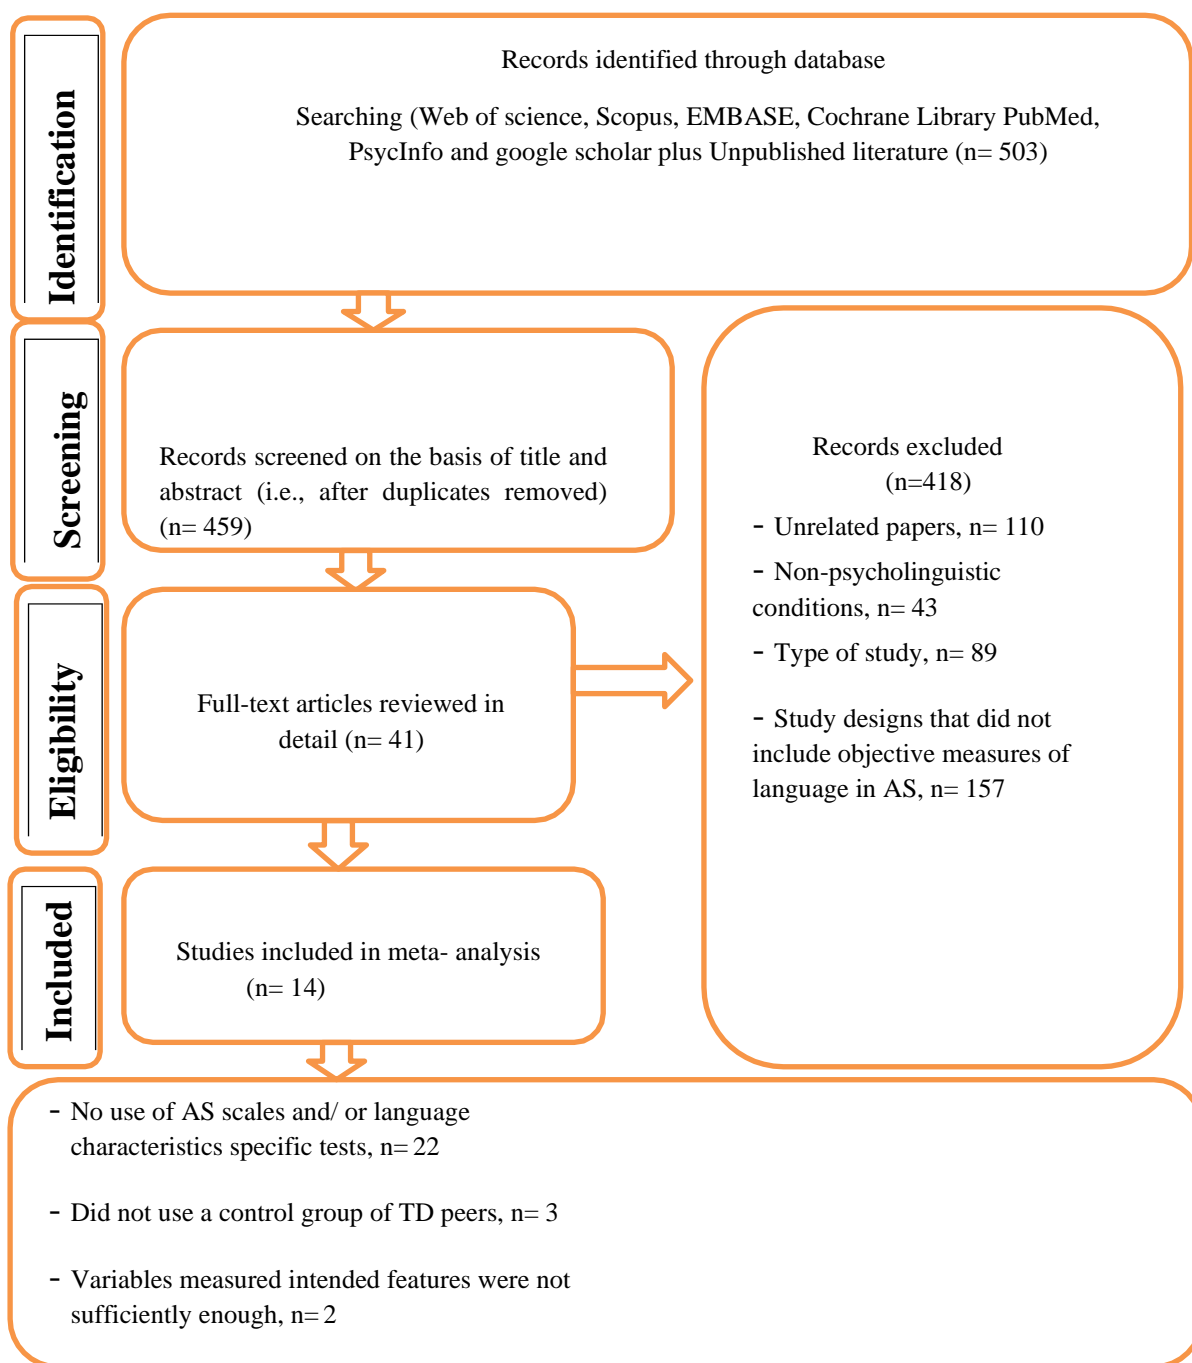 Identification
Records identified through database
Searching (Web of science, Scopus, EMBASE, Cochrane Library PubMed,
PsycInfo and google scholar plus Unpublished literature (n= 503)
Screening
Records screened on the basis of title and
abstract (i.e., after duplicates removed)
(n= 459)
Records excluded
(n=418)
- Unrelated papers, n= 110
- Non-psycholinguistic
conditions, n= 43
- Type of study, n= 89
- Study designs that did not
include objective measures of
language in AS, n= 157
Eligibility
Full-text articles reviewed in
detail (n= 41)
Included
Studies included in meta- analysis
(n= 14)
- No use of AS scales and/ or language
characteristics specific tests, n= 22
- Did not use a control group of TD peers, n= 3
- Variables measured intended features were not
sufficiently enough, n= 2